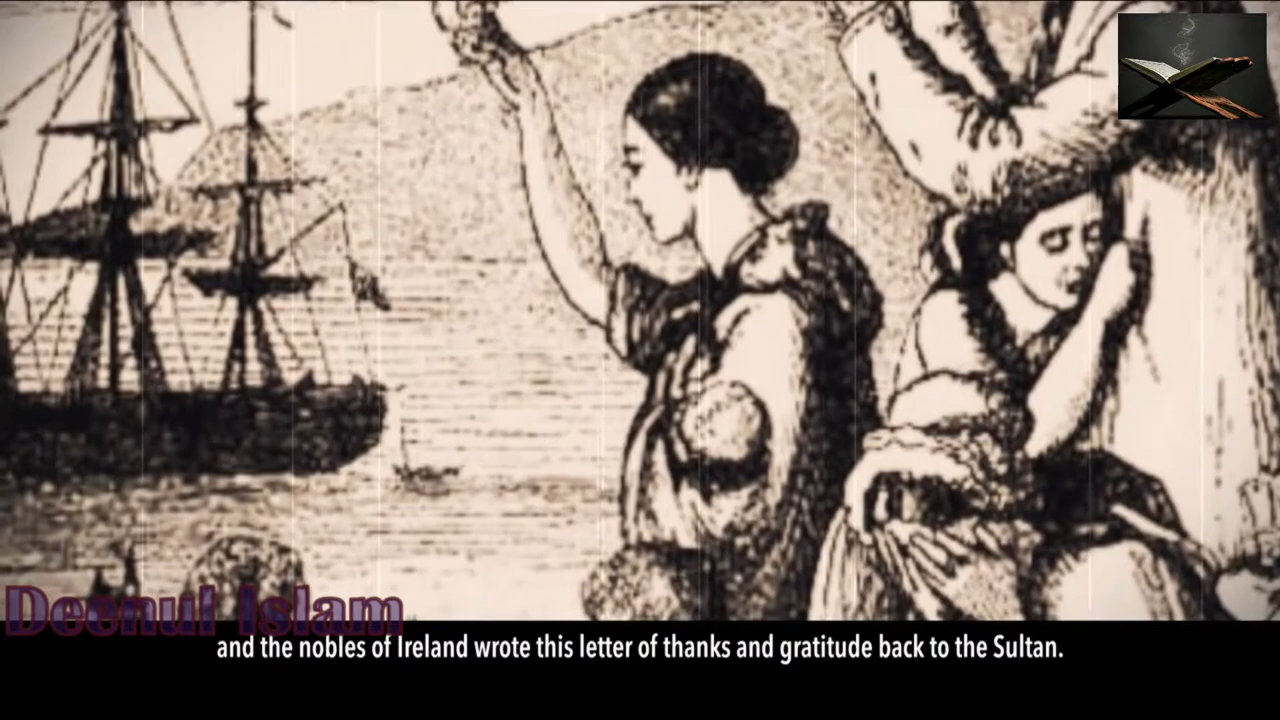 Deenul Islam
and the nobles of Ireland wrote this letter of thanks and gratitude back to the Sultan.